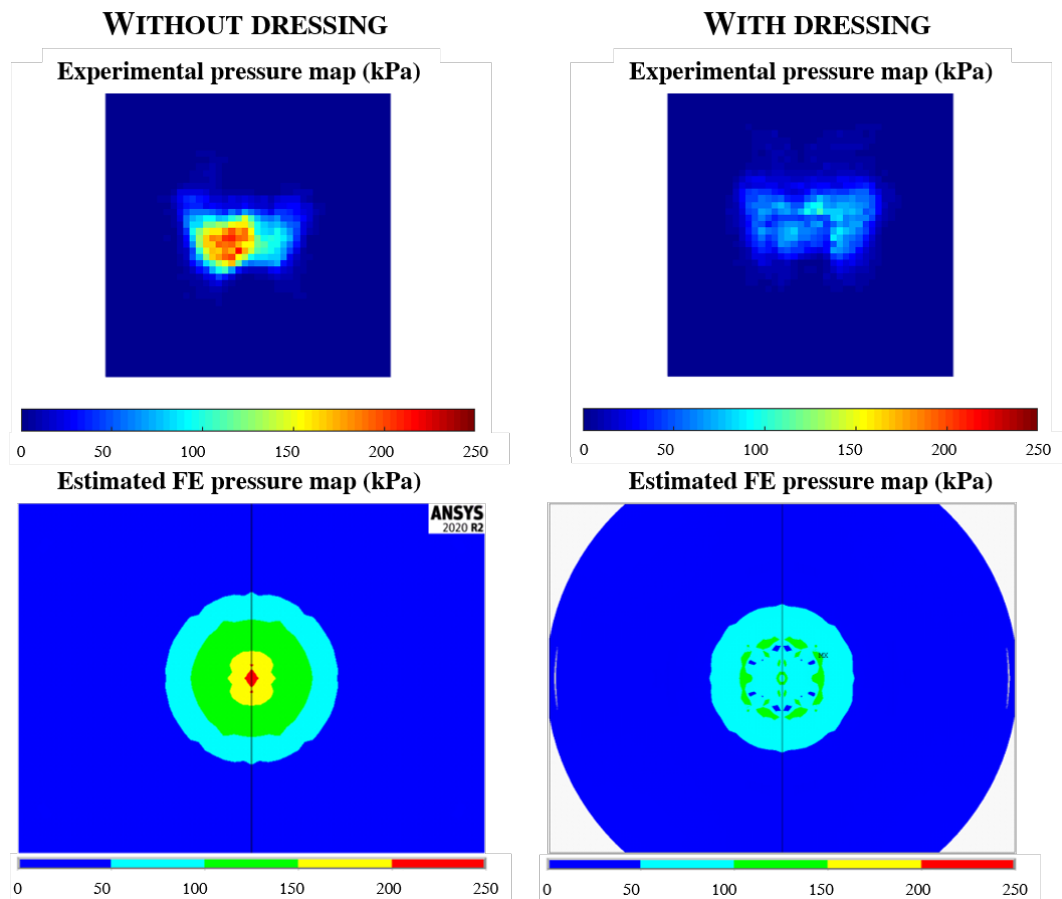 WITHOUT DRESSING
WITH DRESSING
Experimental pressure map (kPa)
Experimental pressure map (kPa)
0 50 100 150 200 250
0 50 100 150 200 250
Estimated FE pressure map (kPa)
Estimated FE pressure map (kPa)
ANSYS
2020 R2
MX
0 50 100 150 200 250
0 50 100 150 200 250